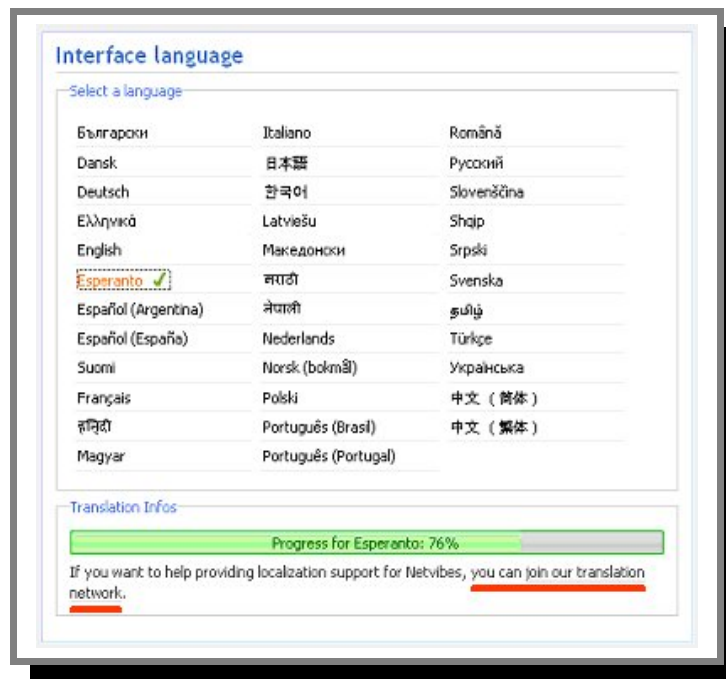 Interface language
Select a language
Български
Dansk
Deutsch
Ελληνικά
English
Esperanto
Español (Argentina)
Español (España)
Suomi
Français
हिन्दी
Magyar
Italiano
日本語
한국어
Latviešu
Македонски
मराठी
नेपाली
Nederlands
Norsk (bokmål)
Polski
Português (Brasil)
Português (Portugal)
Română
Русский
Slovenščina
Shqip
Srpski
Svenska
தமிழ்
Türkçe
Українська
中文 ( 简体 )
中文 ( 繁体 )
Translation Infos
Progress for Esperanto: 76%
If you want to help providing localization support for Netvibes, you can join our translation
network.